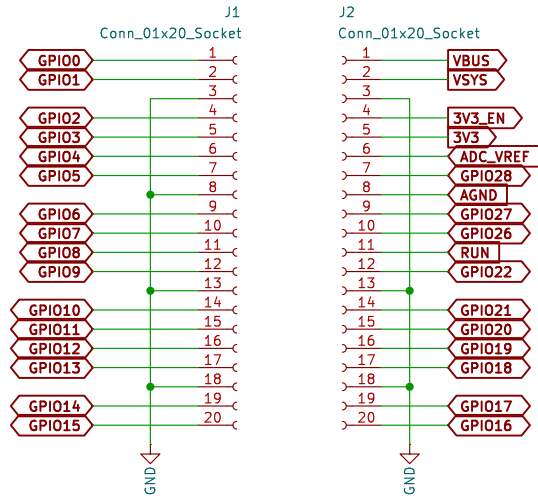 J1 J2
Conn_01x20_Socket Conn_01x20_Socket
GPIO0 1 1 VBUS
GPIO1 2 2 VSYS
3 3
GPIO2 4 4 3V3_EN
GPIO3 5 5 3V3
GPIO4 6 6 ADC_VREF
GPIO5 7 7 GPIO28
8 8 AGND
GPIO6 9 9 GPIO27
GPIO7 10 10 GPIO26
GPIO8 11 11 RUN
GPIO9 12 12 GPIO22
13 13
GPIO10 14 14 GPIO21
GPIO11 15 15 GPIO20
GPIO12 16 16 GPIO19
GPIO13 17 17 GPIO18
18 18
GPIO14 19 19 GPIO17
GPIO15 20 20 GPIO16
GND GND